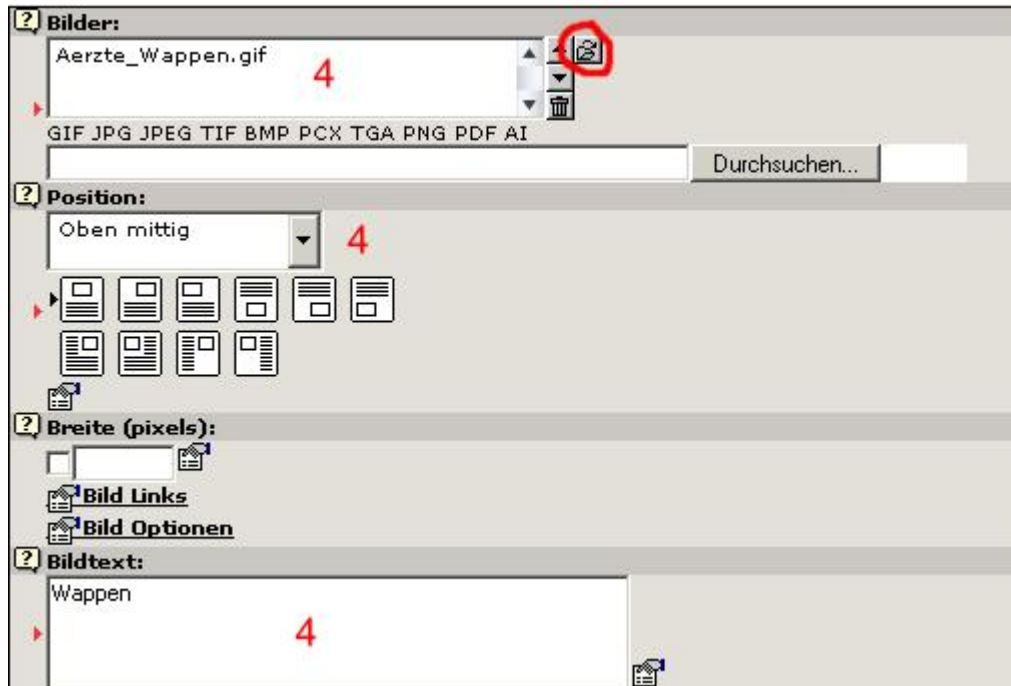 Bilder:
Aerzte_Wappen.gif
4
GIF JPG JPEG TIF BMP PCX TGA PNG PDF AI
Durchsuchen...
Position:
Oben mittig
4
Breite (pixels):
Bild Links
Bild Optionen
Bildtext:
Wappen
4